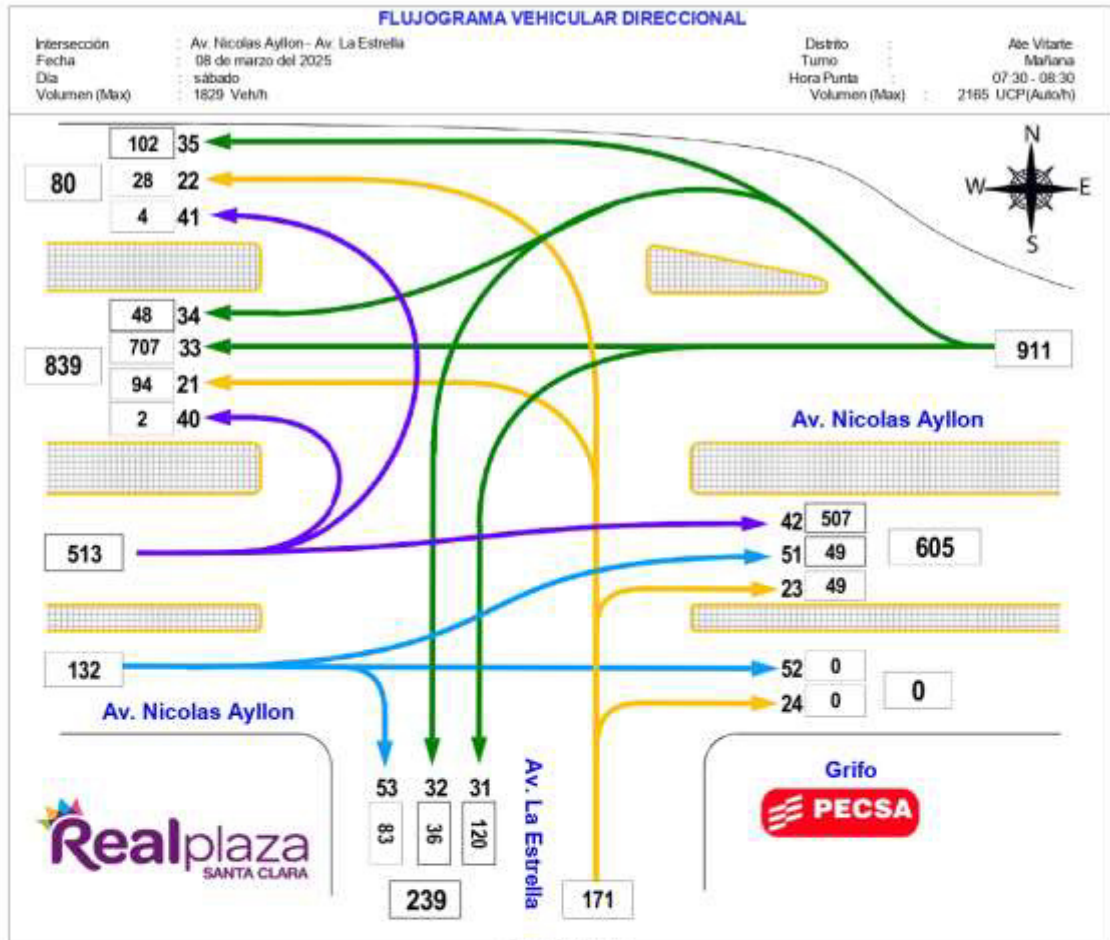 FLUJOGRAMA VEHICULAR DIRECCIONAL
Intersección : Av. Nicolas Ayllon - Av. La Estrella
Fecha : 08 de marzo del 2025
Día : sábado
Volumen (Max) : 1829 Veh/h
Distrito : Ate Vitarte
Turno : Mañana
Hora Punta : 07:30 - 08:30
Volumen (Max) : 2165 UCP(Auto/h)
N
W E
S
102 35
80 28 22
4 41
48 34
839 707 33
94 21
2 40
911
Av. Nicolas Ayllon
513
42 507
51 49 605
23 49
132
52 0
24 0 0
Av. Nicolas Ayllon
53 32 31
83 36 120
239
Av. La Estrella
171
Grifo
PECSA
Realplaza
SANTA CLARA